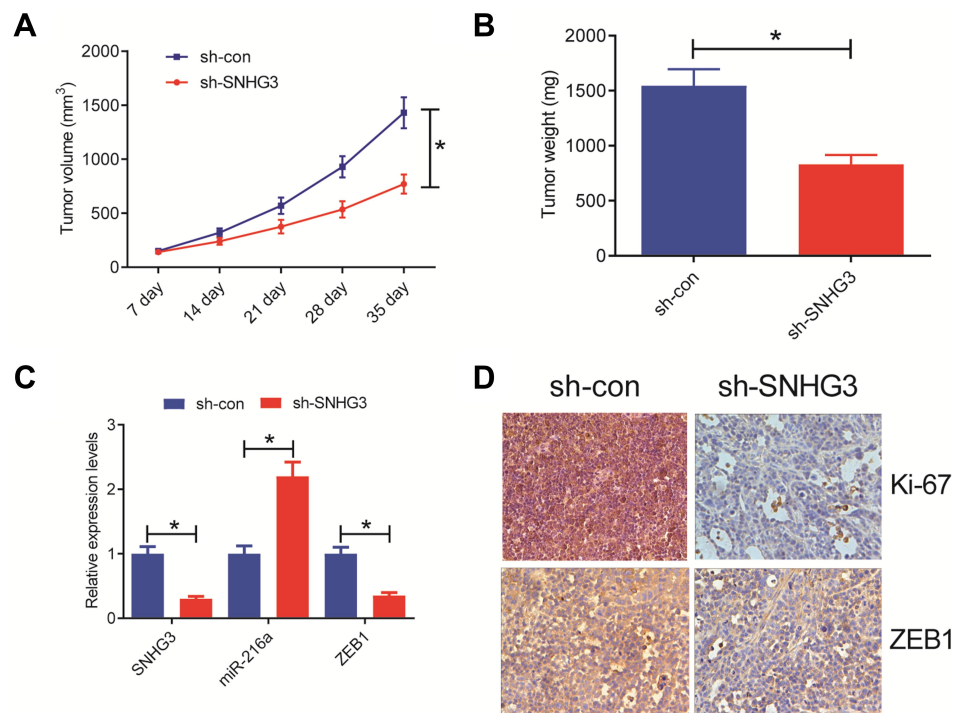 A
2000
1500
1000
500
0
Tumor volume (mm³)
sh-con
sh-SNHG3
*
7 day
14 day
21 day
28 day
35 day
B
2000
1500
1000
500
0
Tumor weight (mg)
*
sh-con
sh-SNHG3
C
sh-con sh-SNHG3
3
2
1
0
Relative expression levels
* * *
SNHG3
miR-216a
ZEB1
D
sh-con sh-SNHG3
Ki-67
ZEB1